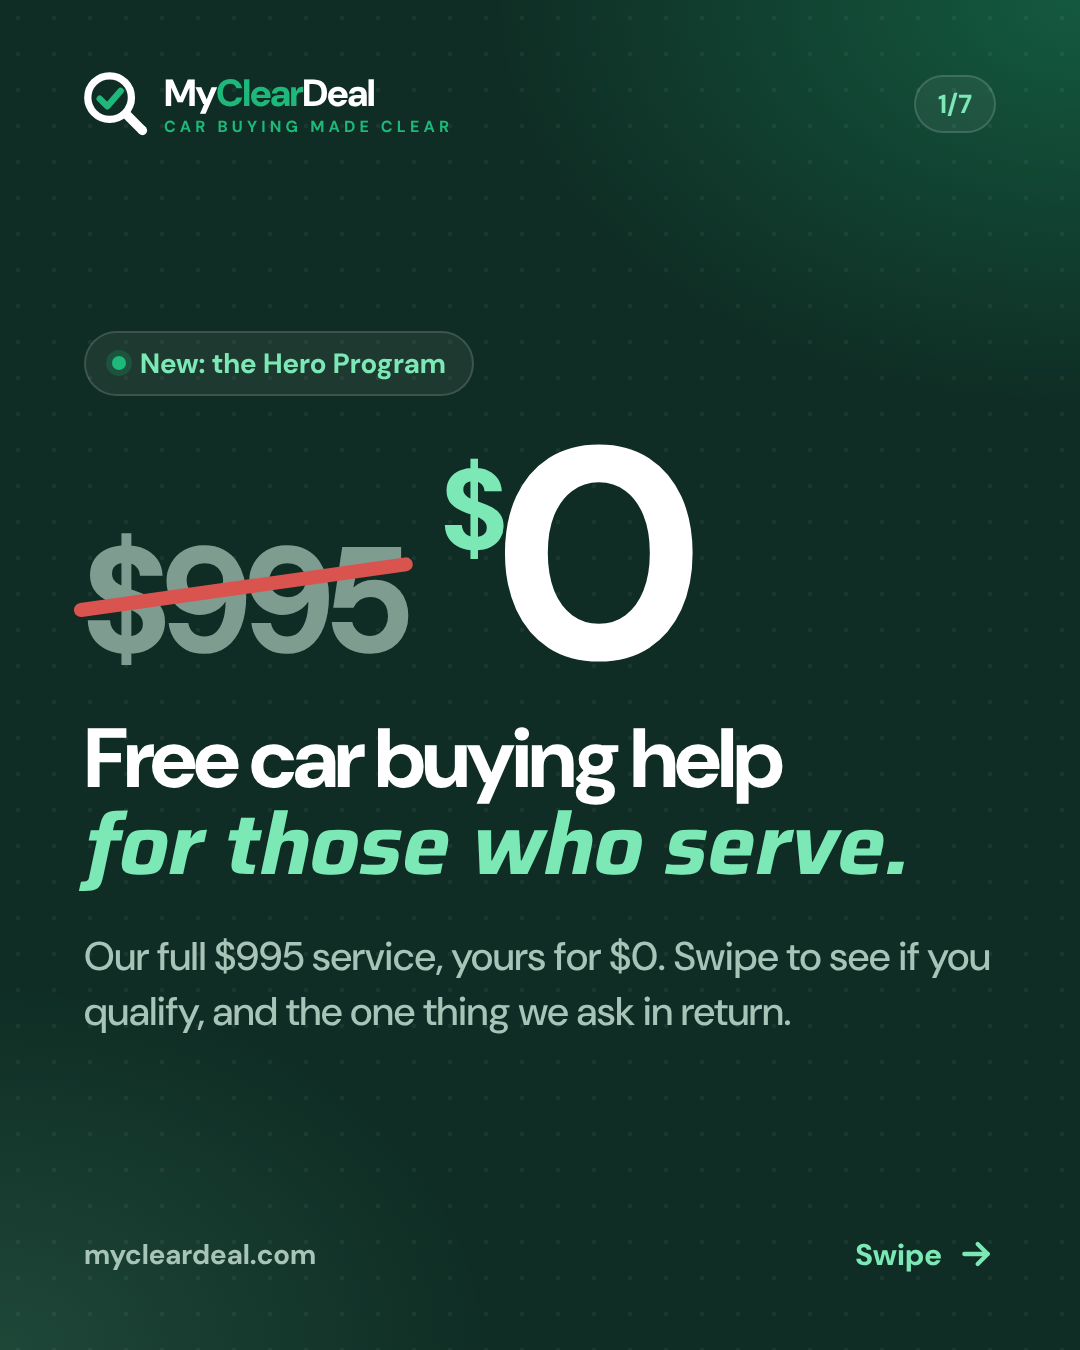 MyClearDeal
CAR BUYING MADE CLEAR
1/7
New: the Hero Program
$995 $0
Free car buying help
for those who serve.
Our full $995 service, yours for $0. Swipe to see if you
qualify, and the one thing we ask in return.
mycleardeal.com
Swipe →